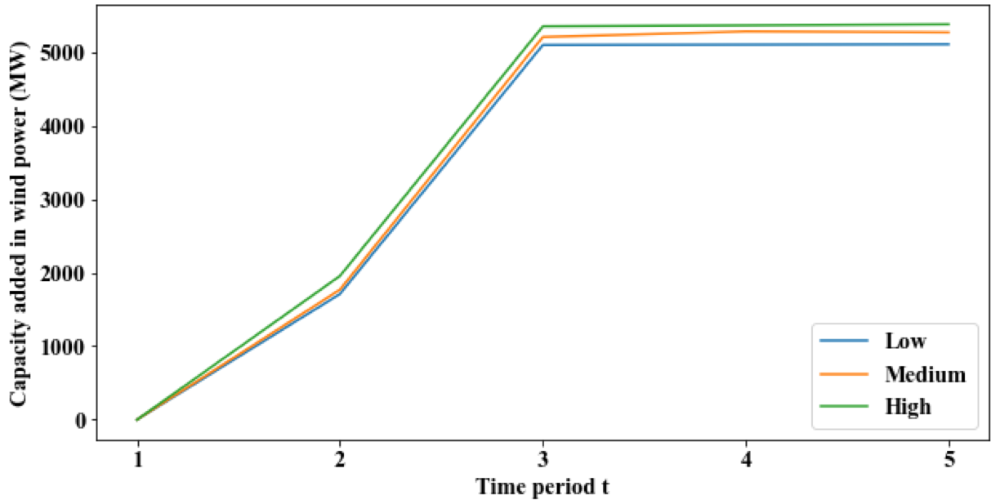 Capacity added in wind power (MW)
5000
4000
3000
2000
1000
0
1 2 3 4 5
Time period t
Low
Medium
High